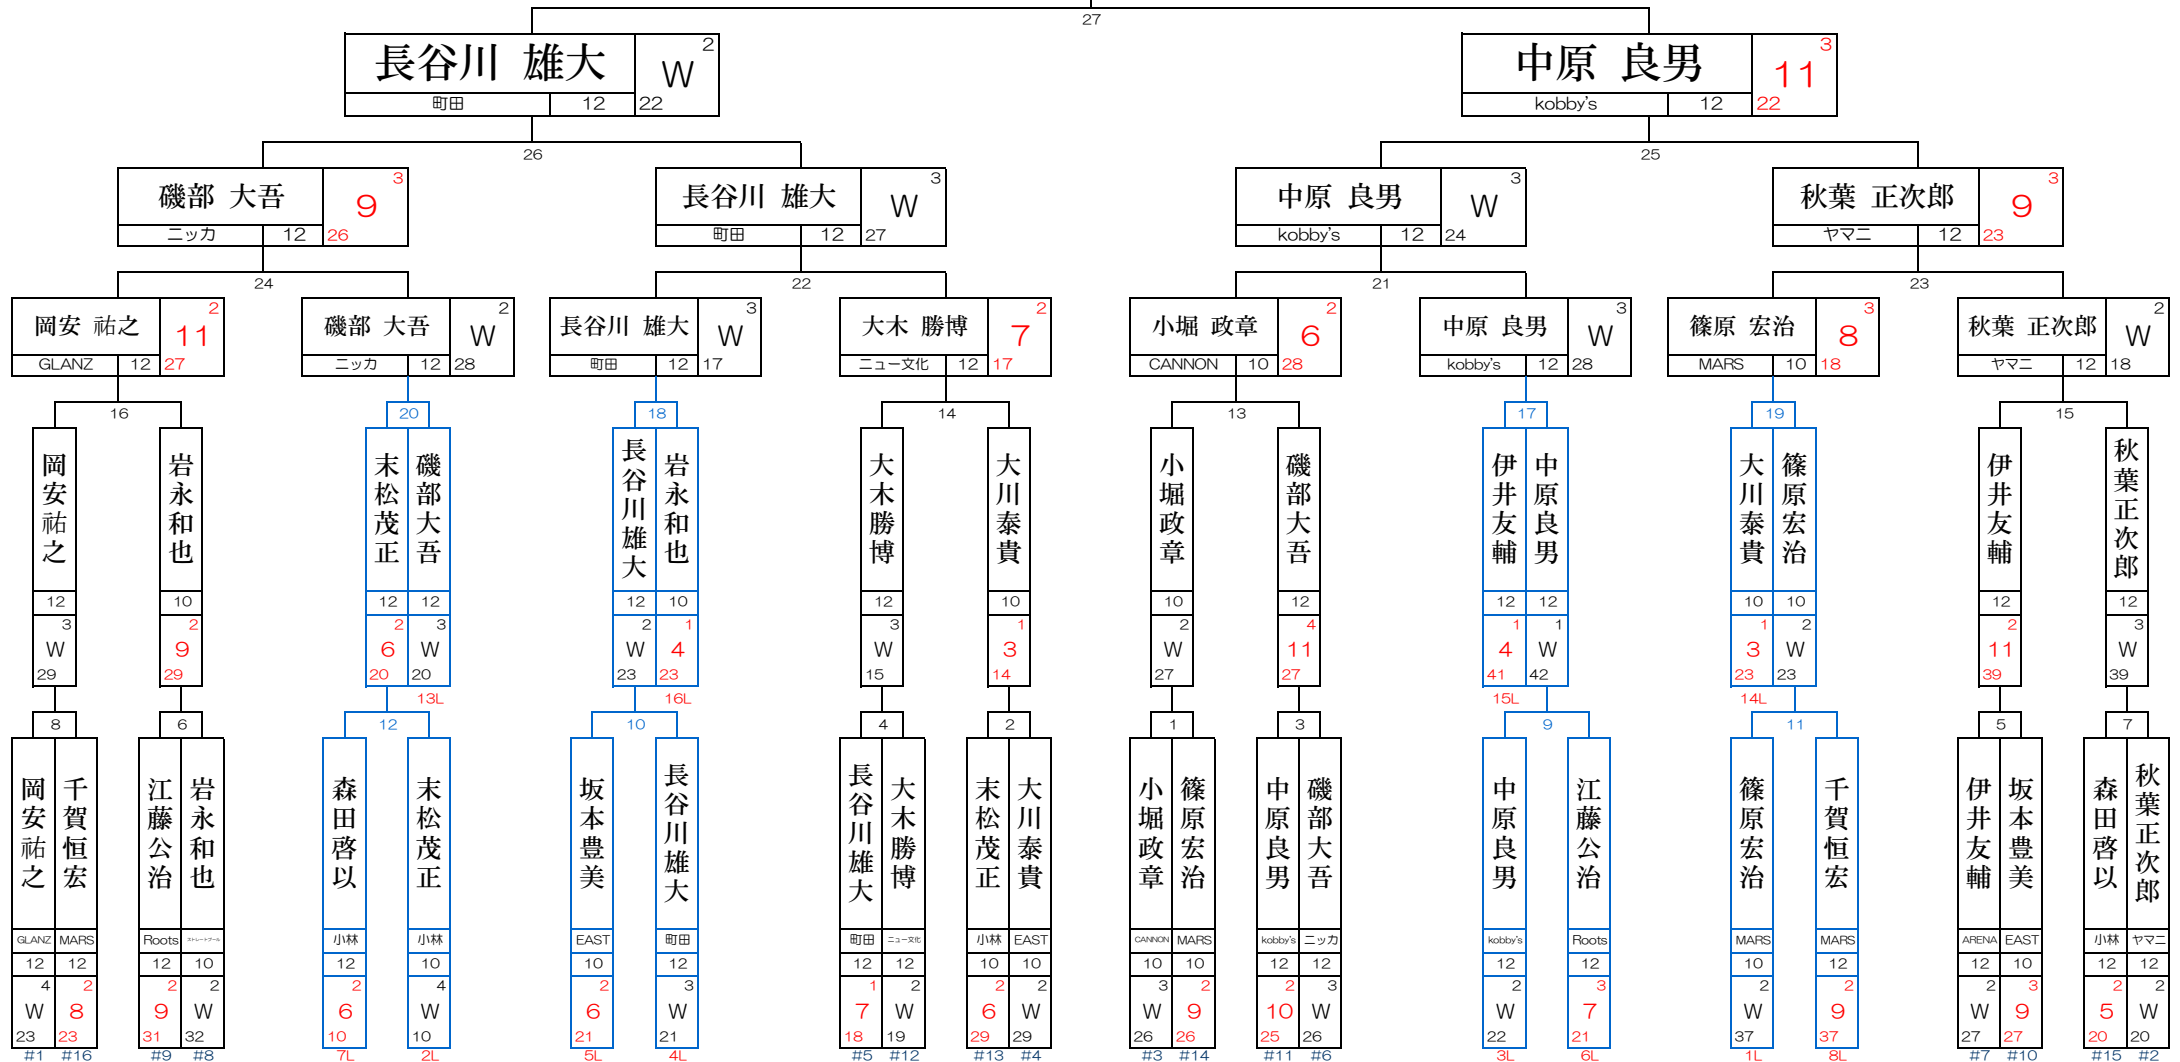 27
長谷川 雄大 W 2
町田 12 22
中原 良男 11 3
kobby's 12 22
26
25
磯部 大吾 9 3
ニッカ 12 26
長谷川 雄大 W 3
町田 12 27
中原 良男 W 3
kobby's 12 24
秋葉 正次郎 9 3
ヤマニ 12 23
24
22
21
23
岡安 祐之 11 2
GLANZ 12 27
磯部 大吾 W 2
ニッカ 12 28
長谷川 雄大 W 3
町田 12 17
大木 勝博 7 2
ニュー文化 12 17
小堀 政章 6 2
CANNON 10 28
中原 良男 W 3
kobby's 12 28
篠原 宏治 8 3
MARS 10 18
秋葉 正次郎 W 2
ヤマニ 12 18
16
20
18
14
13
17
19
15
岡安祐之 12 3 W 29
岩永和也 10 2 9 29
末松茂正 12 2 6 20
磯部大吾 12 3 W 20
13L
長谷川雄大 12 2 W 23
岩永和也 10 1 4 23
16L
大木勝博 12 3 W 15
大川泰貴 10 1 3 14
小堀政章 10 2 W 27
磯部大吾 12 4 11 27
伊井友輔 12 1 4 41
15L
中原良男 12 1 W 42
大川泰貴 10 1 3 23
14L
篠原宏治 10 2 W 23
伊井友輔 12 2 11 39
秋葉正次郎 12 3 W 39
8
6
12
10
4
2
1
3
9
11
5
7
岡安祐之 GLANZ 12 4 W 23 #1
千賀恒宏 MARS 12 2 8 23 #16
江藤公治 Roots 12 2 9 31 #9
岩永和也 ストレートプール 10 2 W 32 #8
森田啓以 小林 12 2 6 10 7L
末松茂正 小林 10 4 W 10 2L
坂本豊美 EAST 10 2 6 21 5L
長谷川雄大 町田 12 3 W 21 4L
長谷川雄大 町田 12 1 7 18 #5
大木勝博 ニュー文化 12 2 W 19 #12
末松茂正 小林 10 2 6 29 #13
大川泰貴 EAST 10 2 W 29 #4
小堀政章 CANNON 10 3 W 26 #3
篠原宏治 MARS 10 2 9 26 #14
中原良男 kobby's 12 2 10 25 #11
磯部大吾 ニッカ 12 3 W 26 #6
中原良男 kobby's 12 2 W 22 3L
江藤公治 Roots 12 3 7 21 6L
篠原宏治 MARS 10 2 W 37 1L
千賀恒宏 MARS 12 2 9 37 8L
伊井友輔 ARENA 12 2 W 27 #7
坂本豊美 EAST 10 3 9 27 #10
森田啓以 小林 12 2 5 20 #15
秋葉正次郎 ヤマニ 12 2 W 20 #2